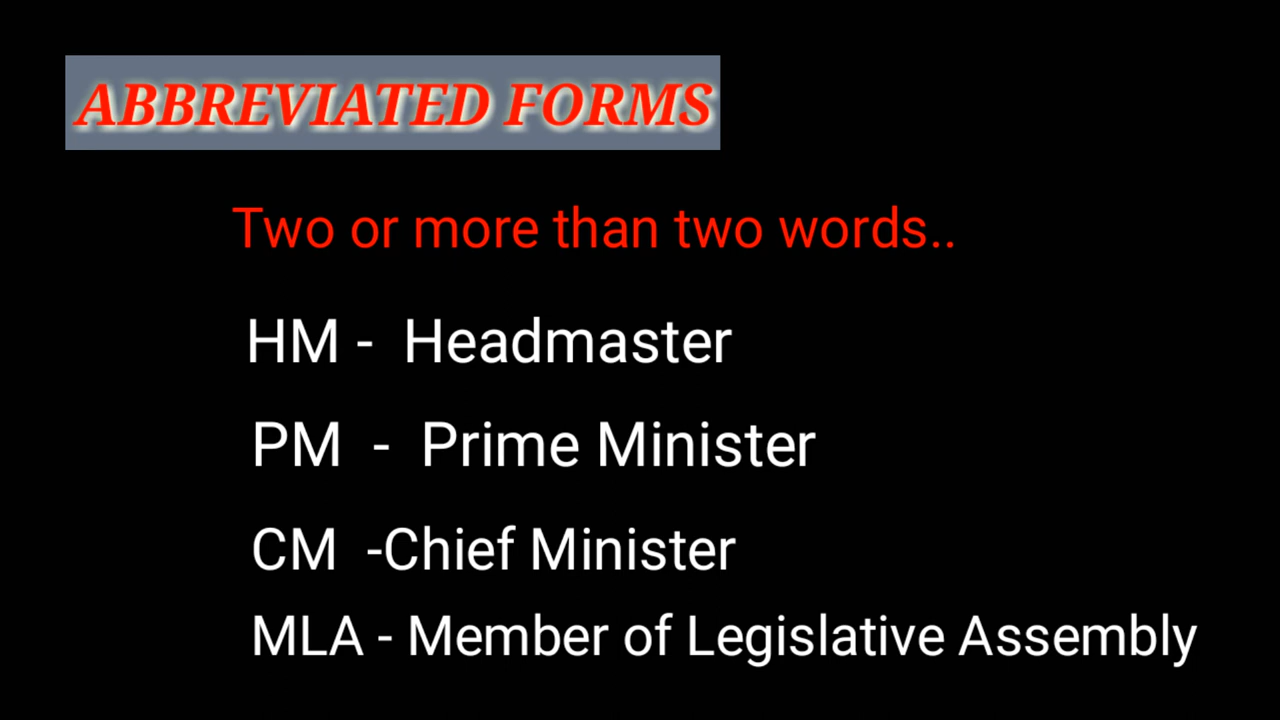 ABBREVIATED FORMS
Two or more than two words..
HM - Headmaster
PM - Prime Minister
CM -Chief Minister
MLA - Member of Legislative Assembly